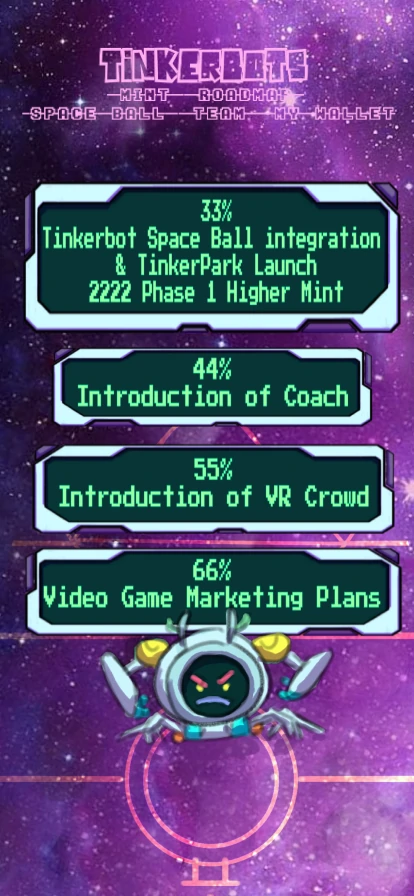 TINKERBOTS
MINT ROADMAP
SPACE BALL TEAM MY WALLET
33%
Tinkerbot Space Ball integration
& TinkerPark Launch
2222 Phase 1 Higher Mint
44%
Introduction of Coach
55%
Introduction of VR Crowd
66%
Video Game Marketing Plans